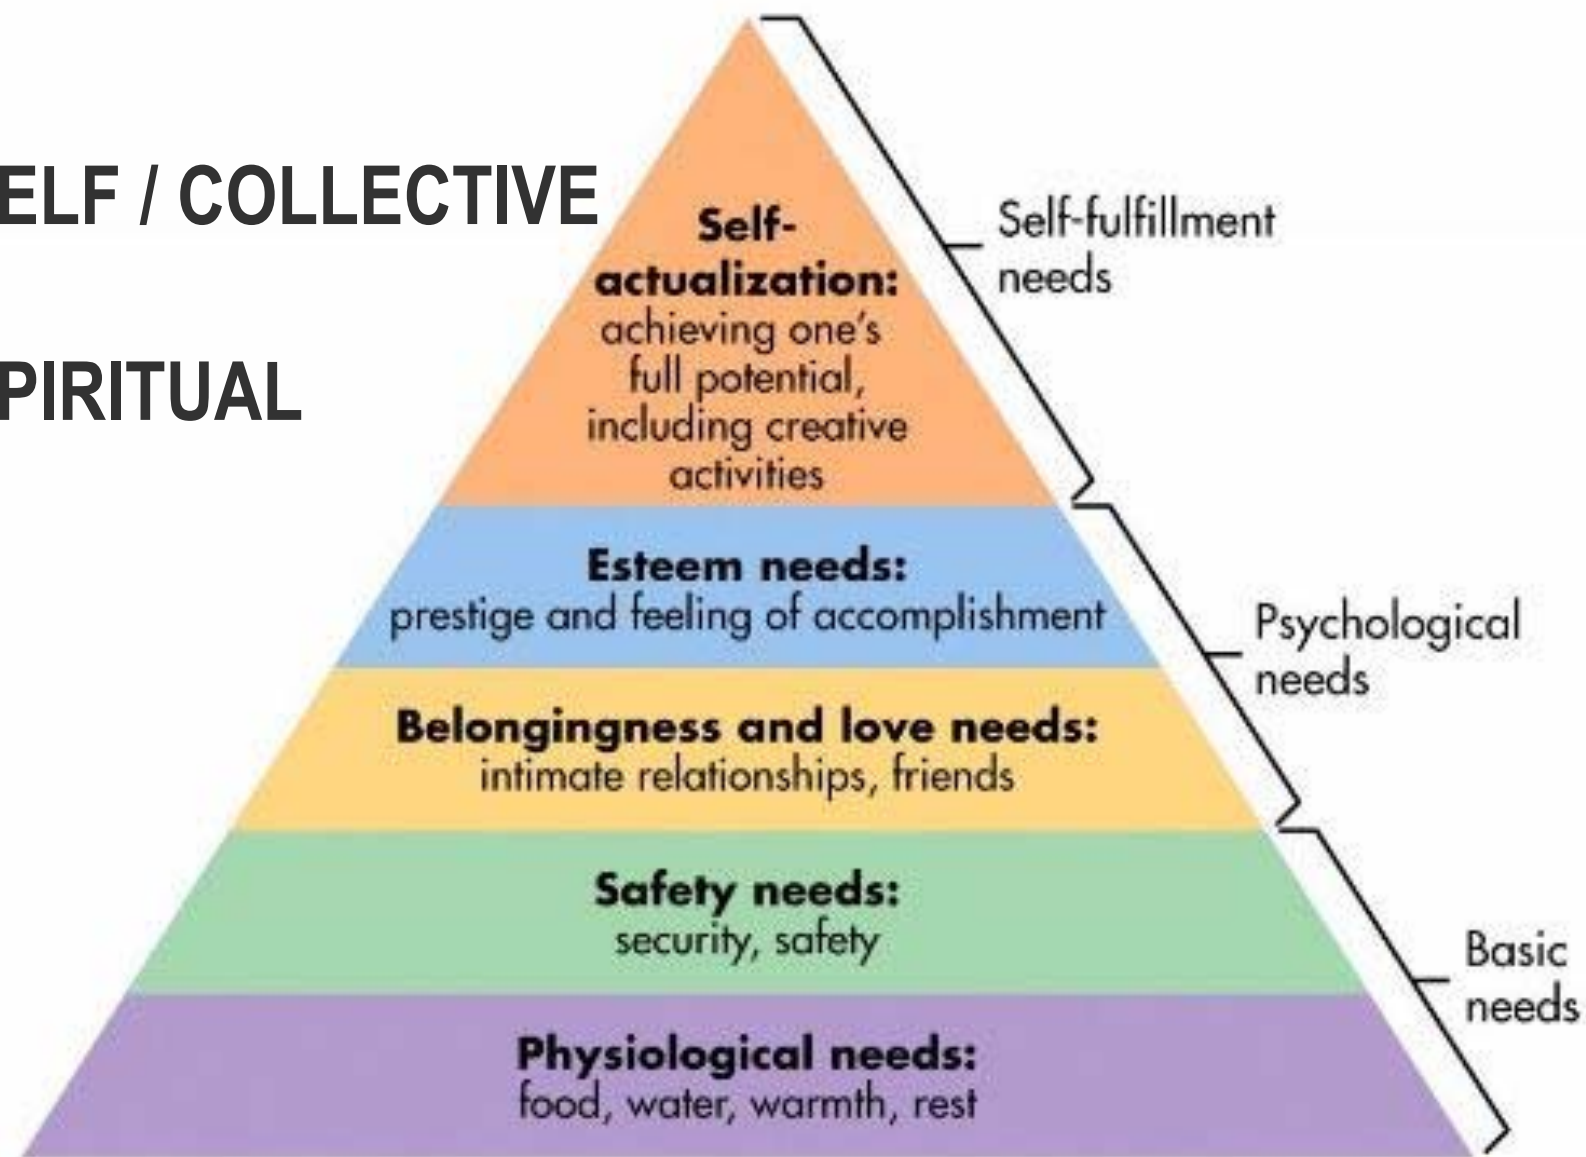 ELF / COLLECTIVE
PIRITUAL
Self-
actualization:
achieving one's
full potential,
including creative
activities
Self-fulfillment
needs
Esteem needs:
prestige and feeling of accomplishment
Psychological
needs
Belongingness and love needs:
intimate relationships, friends
Safety needs:
security, safety
Basic
needs
Physiological needs:
food, water, warmth, rest